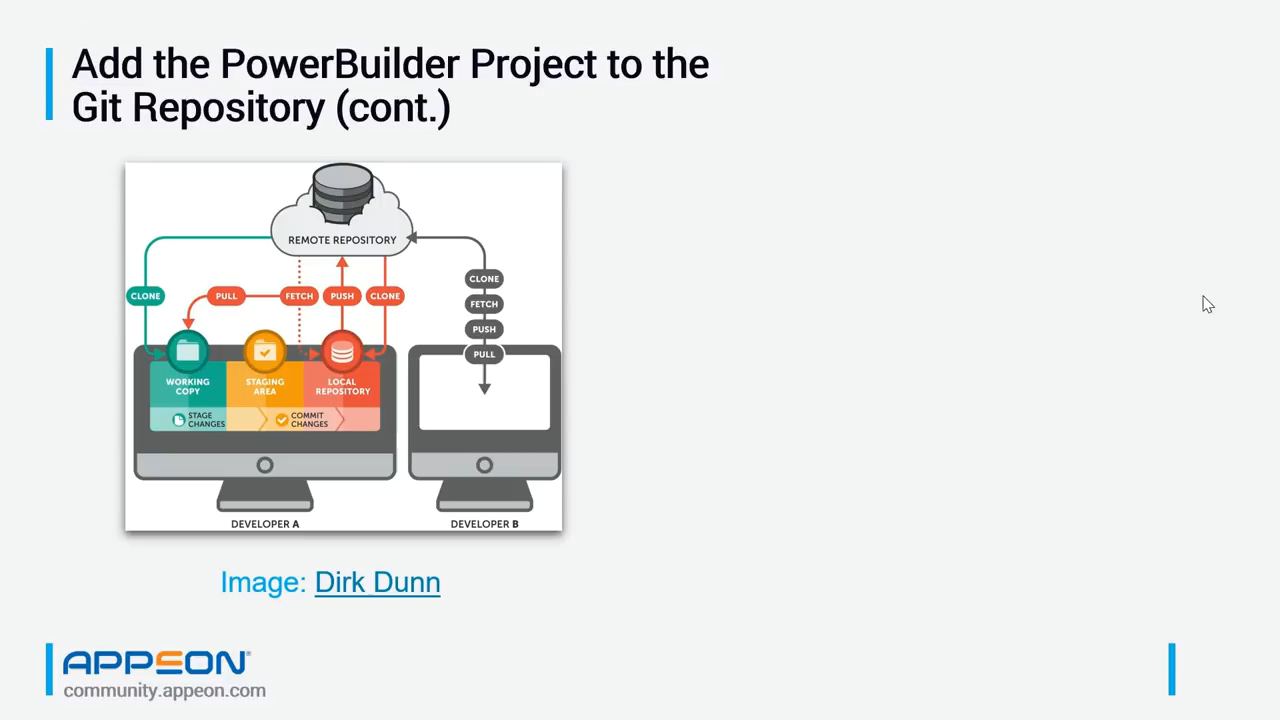 Add the PowerBuilder Project to the
Git Repository (cont.)
REMOTE REPOSITORY
CLONE
PULL
FETCH
PUSH
CLONE
CLONE
FETCH
PUSH
PULL
WORKING
COPY
STAGING
AREA
LOCAL
REPOSITORY
STAGE
CHANGES
COMMIT
CHANGES
DEVELOPER A
DEVELOPER B
Image: Dirk Dunn
APPEON®
community.appeon.com